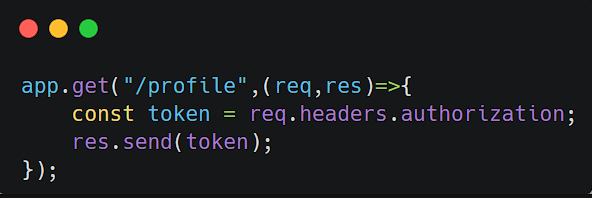 app.get("/profile",(req,res)=>{
    const token = req.headers.authorization;
    res.send(token);
});